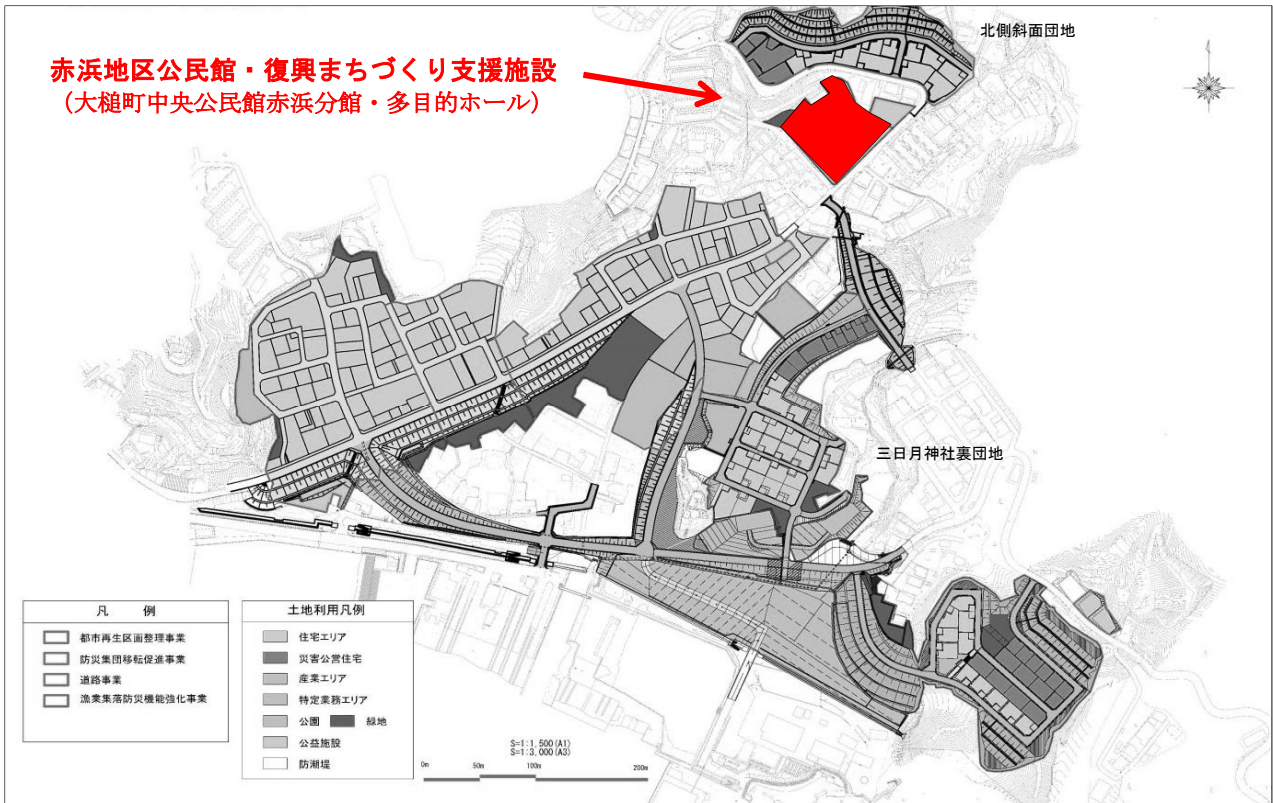 北側斜面団地
赤浜地区公民館・復興まちづくり支援施設
（大槌町中央公民館赤浜分館・多目的ホール）
三日月神社裏団地
凡 例
都市再生区画整理事業
防災集団移転促進事業
道路事業
漁業集落防災機能強化事業
土地利用凡例
住宅エリア
災害公営住宅
産業エリア
特定業務エリア
公園 緑地
公益施設
防潮堤
S=1:1,500(A1)
S=1:3,000(A3)
0m 50m 100m 200m